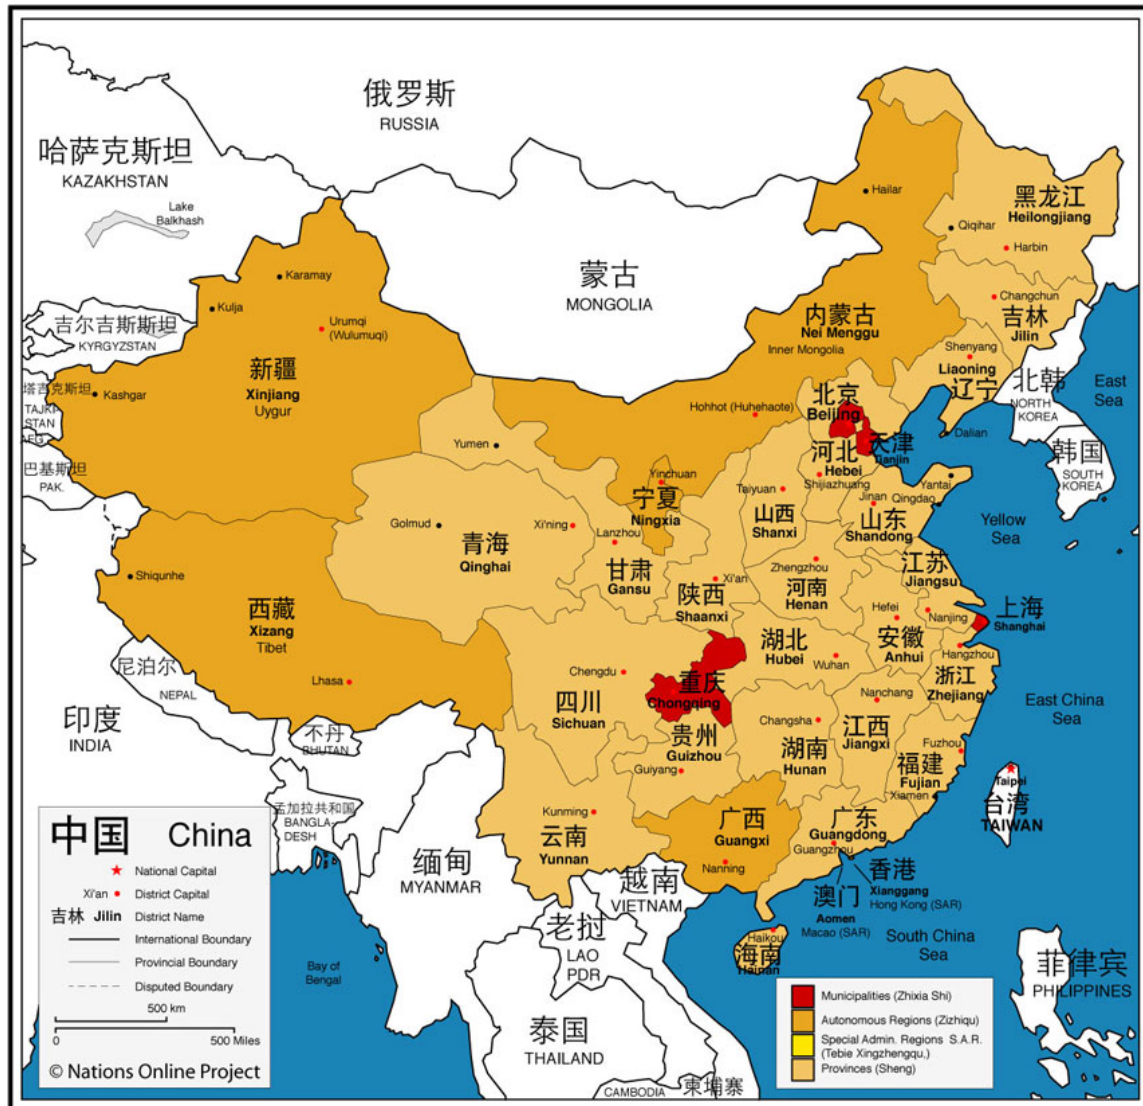 俄罗斯
RUSSIA
哈萨克斯坦
KAZAKHSTAN
Lake
Balkhash
Hailar
黑龙江
Heilongjiang
Qiqihar
Harbin
蒙古
MONGOLIA
Karamay
Kulja
Urumqi
(Wulumuqi)
Changchun
吉林
Jilin
吉尔吉斯斯坦
KYRGYZSTAN
内蒙古
Nei Menggu
Inner Mongolia
Shenyang
Liaoning
辽宁
新疆
Xinjiang
Uygur
塔吉克斯坦
TAJKI-
STAN
AFG.
Kashgar
北京
Beijing
北韩
NORTH
KOREA
East
Sea
Hohhot (Huhehaote)
天津
Tianjin
Dalian
韩国
SOUTH
KOREA
巴基斯坦
PAK.
Yumen
河北
Hebei
Shijiazhuang
Yinchuan
宁夏
Ningxia
Taiyuan
山西
Shanxi
Jinan
Qingdao
Yantai
山东
Shandong
Golmud
Xi'ning
Lanzhou
青海
Qinghai
甘肃
Gansu
Yellow
Sea
Zhengzhou
河南
Henan
江苏
Jiangsu
Shiqunhe
Xi'an
陕西
Shaanxi
西藏
Xizang
Tibet
Hefei
Nanjing
上海
Shanghai
安徽
Anhui
湖北
Hubei
Wuhan
Hangzhou
浙江
Zhejiang
尼泊尔
NEPAL
Lhasa
Chengdu
四川
Sichuan
重庆
Chongqing
Nanchang
East China
Sea
印度
INDIA
不丹
BHUTAN
贵州
Guizhou
Guiyang
Changsha
湖南
Hunan
江西
Jiangxi
Fuzhou
福建
Fujian
Xiamen
Taipei
台湾
TAIWAN
孟加拉共和国
BANGLA-
DESH
Kunming
云南
Yunnan
广西
Guangxi
Nanning
广东
Guangdong
Guangzhou
缅甸
MYANMAR
越南
VIETNAM
香港
Xianggang
Hong Kong (SAR)
澳门
Aomen
Macao (SAR)
老挝
LAO
PDR
Haikou
海南
Hainan
South China
Sea
Bay of
Bengal
菲律宾
PHILIPPINES
泰国
THAILAND
CAMBODIA
柬埔寨
中国 China
National Capital
Xi'an District Capital
吉林 Jilin District Name
International Boundary
Provincial Boundary
Disputed Boundary
500 km
0 500 Miles
© Nations Online Project
Municipalities (Zhixia Shi)
Autonomous Regions (Zizhiqu)
Special Admin. Regions S.A.R.
(Tebie Xingzhengqu,)
Provinces (Sheng)